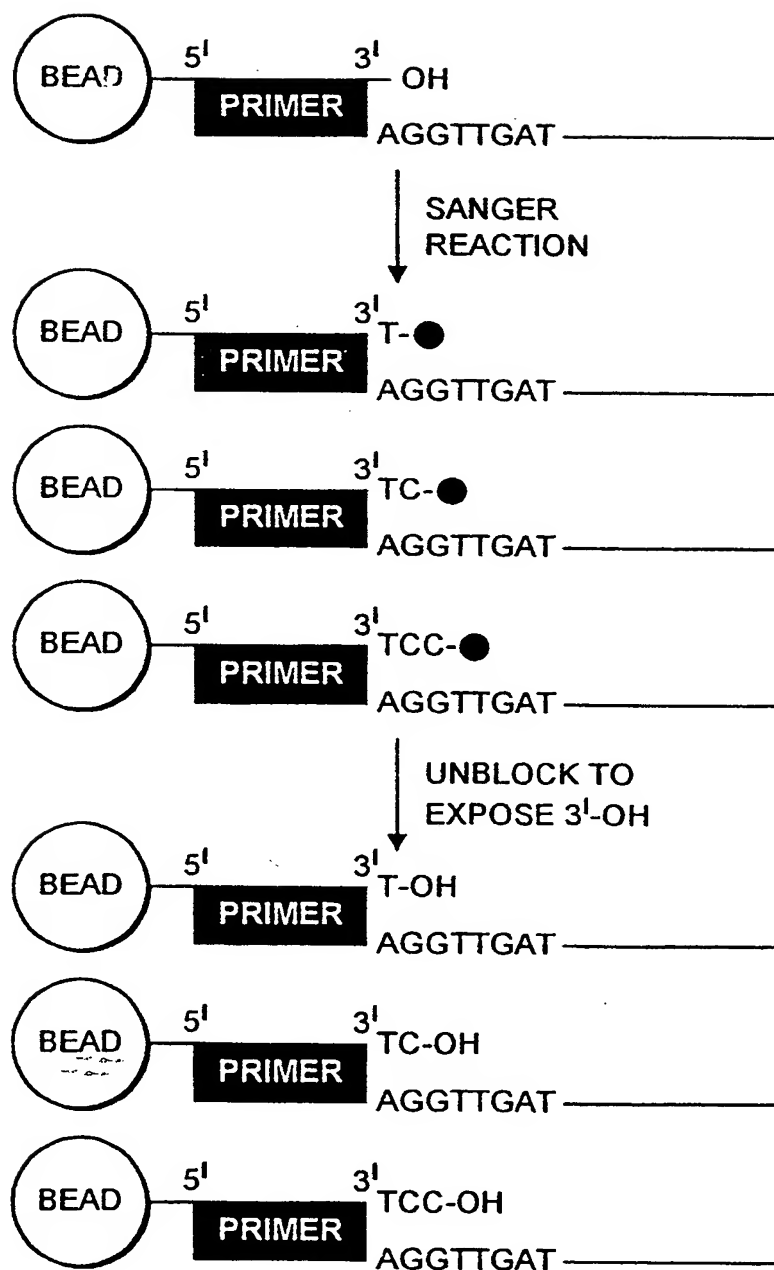 5' 3'
BEAD OH
PRIMER
AGGTTGAT
SANGER
REACTION
5' 3'
BEAD T-●
PRIMER
AGGTTGAT
5' 3'
BEAD TC-●
PRIMER
AGGTTGAT
5' 3'
BEAD TCC-●
PRIMER
AGGTTGAT
UNBLOCK TO
EXPOSE 3'-OH
5' 3'
BEAD T-OH
PRIMER
AGGTTGAT
5' 3'
BEAD TC-OH
PRIMER
AGGTTGAT
5' 3'
BEAD TCC-OH
PRIMER
AGGTTGAT